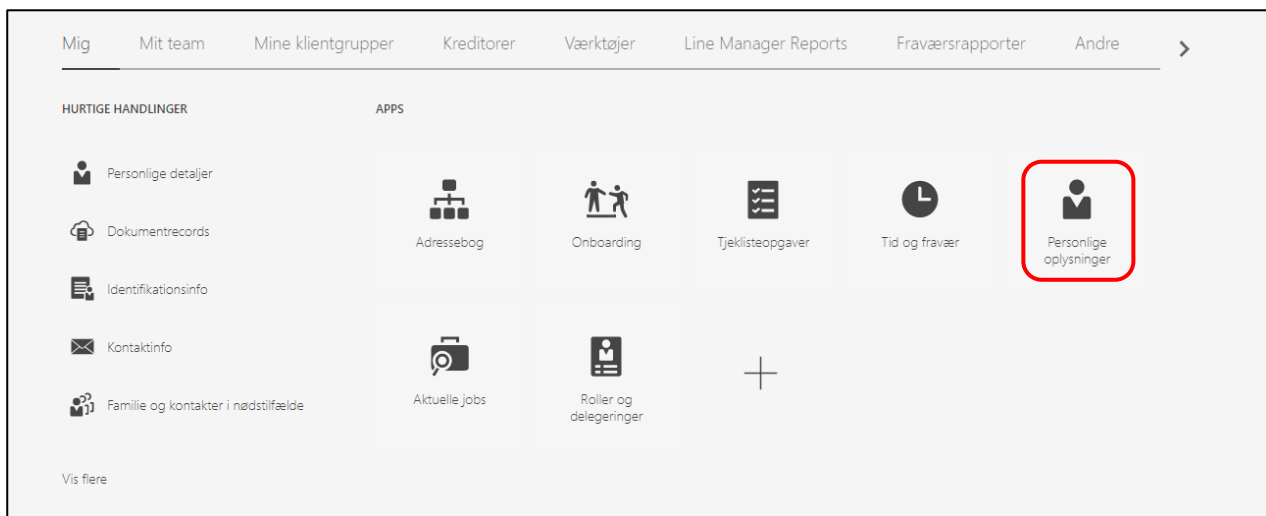 Mig Mit team Mine klientgrupper Kreditorer Værktøjer Line Manager Reports Fraværsrapporter Andre
HURTIGE HANDLINGER
Personlige detaljer
Dokumentrecords
Identifikationsinfo
Kontaktinfo
Familie og kontakter i nødstilfælde
Vis flere
APPS
Adressebog
Onboarding
Tjeklisteopgaver
Tid og fravær
Personlige
oplysninger
Aktuelle jobs
Roller og
delegeringer